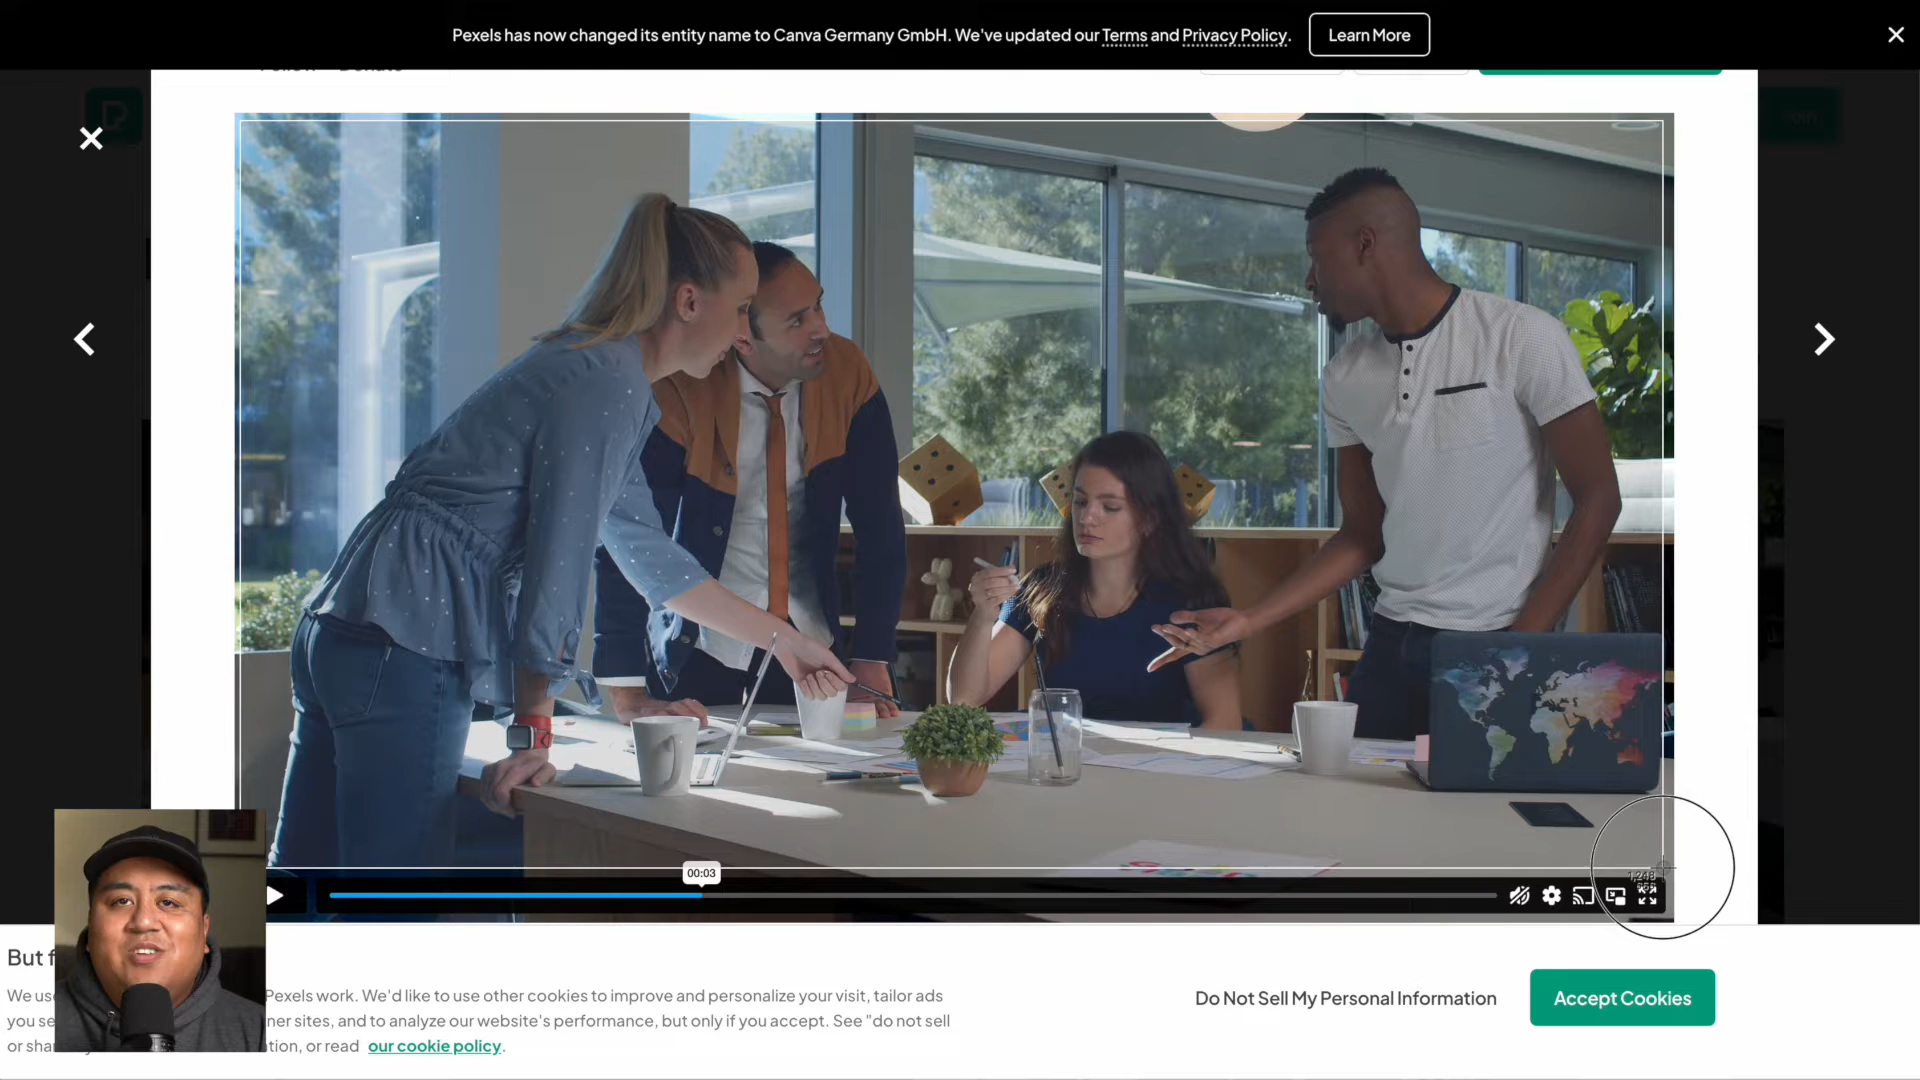 Pexels has now changed its entity name to Canva Germany GmbH. We've updated our Terms and Privacy Policy.
Learn More
00:03
But f
We us
Pexels work. We'd like to use other cookies to improve and personalize your visit, tailor ads
you se
ner sites, and to analyze our website's performance, but only if you accept. See "do not sell
or shar
tion, or read our cookie policy.
Do Not Sell My Personal Information
Accept Cookies